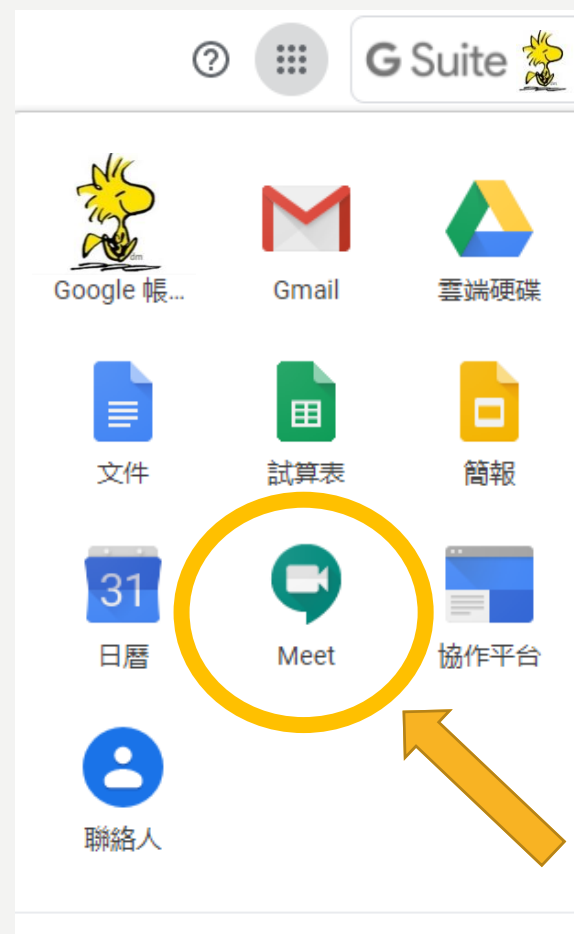 G Suite
Google 帳...
Gmail
雲端硬碟
文件
試算表
簡報
31
日曆
Meet
協作平台
聯絡人